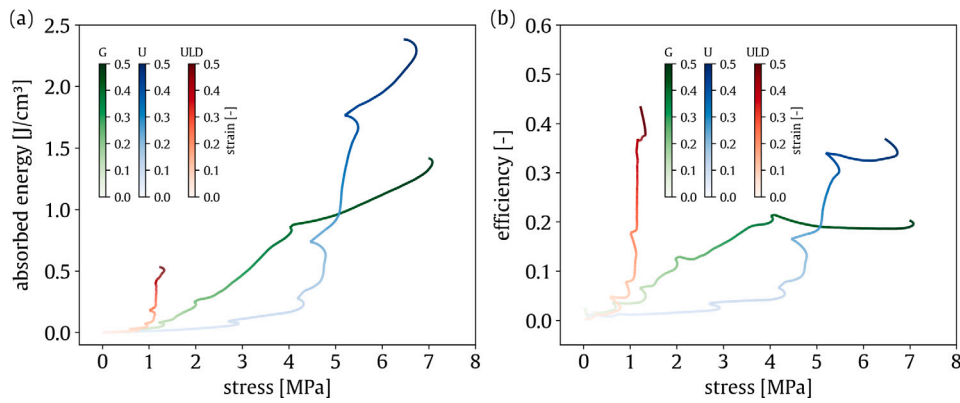 (a)
2.5
2.0
1.5
1.0
0.5
0.0
absorbed energy [J/cm³]
G U ULD
0.5 0.5 0.5
0.4 0.4 0.4
0.3 0.3 0.3
0.2 0.2 0.2
0.1 0.1 0.1
0.0 0.0 0.0
strain [-]
0 1 2 3 4 5 6 7 8
stress [MPa]
(b)
0.6
0.5
0.4
0.3
0.2
0.1
0.0
efficiency [-]
G U ULD
0.5 0.5 0.5
0.4 0.4 0.4
0.3 0.3 0.3
0.2 0.2 0.2
0.1 0.1 0.1
0.0 0.0 0.0
strain [-]
0 1 2 3 4 5 6 7 8
stress [MPa]